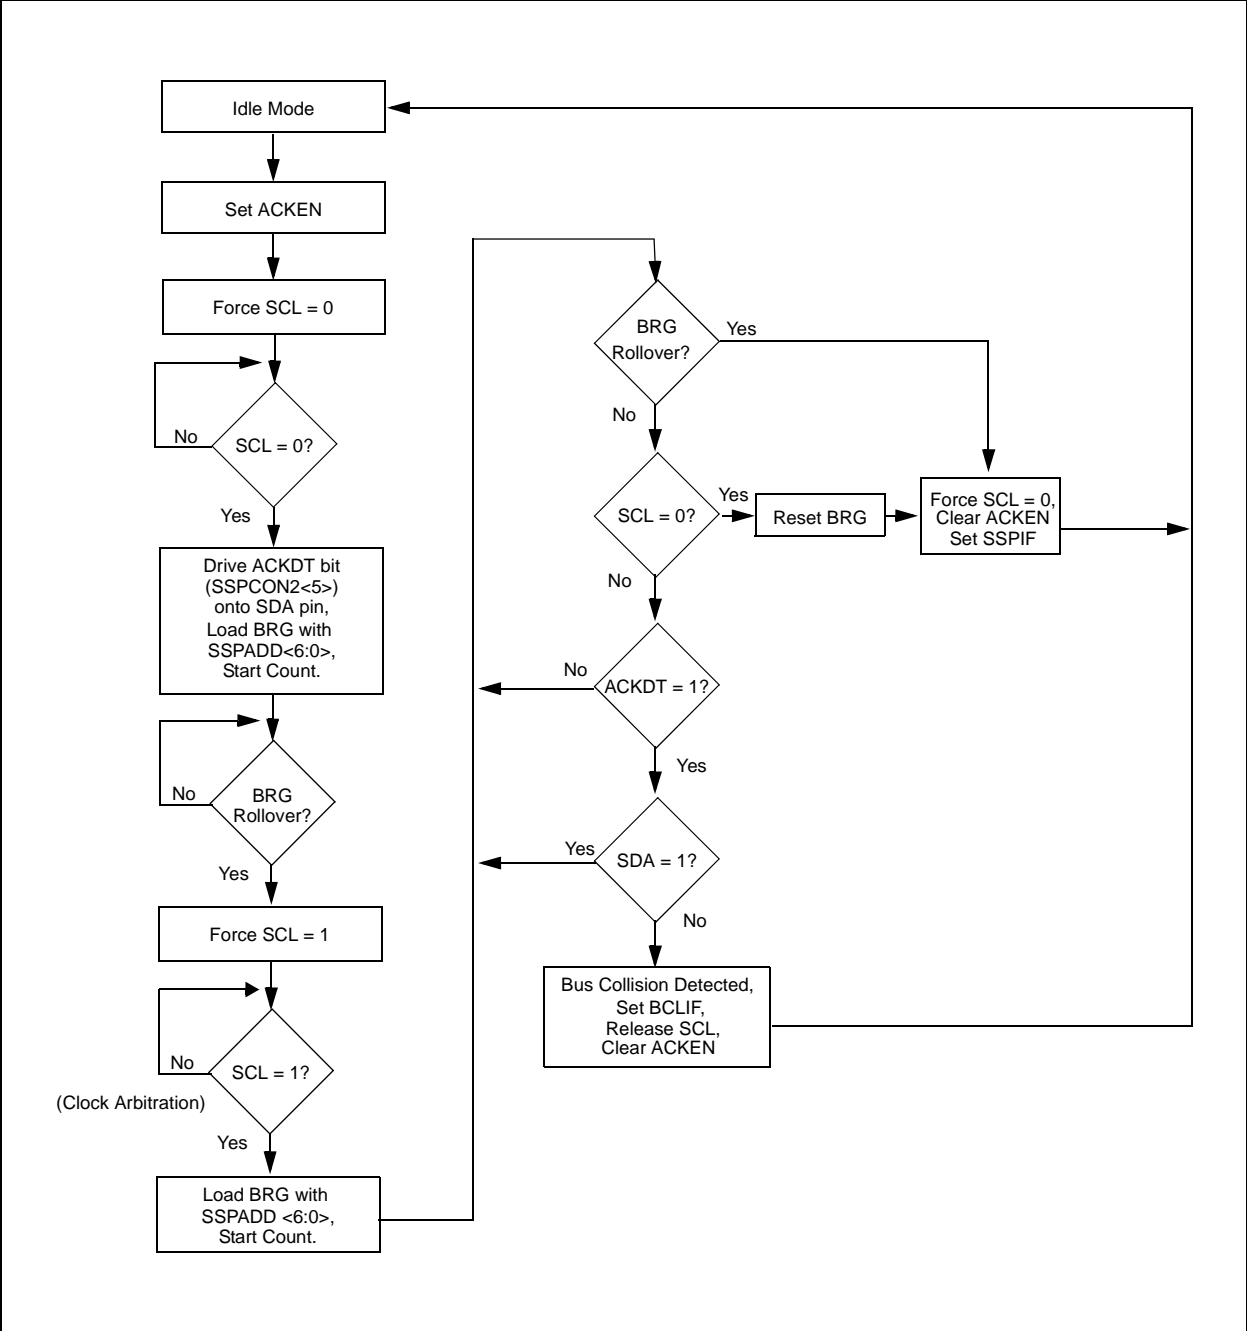 Idle Mode
Set ACKEN
Force SCL = 0
No
SCL = 0?
Yes
Drive ACKDT bit
(SSPCON2<5>)
onto SDA pin,
Load BRG with
SSPADD<6:0>,
Start Count.
No
BRG
Rollover?
Yes
Force SCL = 1
No
SCL = 1?
(Clock Arbitration)
Yes
Load BRG with
SSPADD <6:0>,
Start Count.
BRG
Rollover?
Yes
No
SCL = 0?
Yes
Reset BRG
Force SCL = 0,
Clear ACKEN
Set SSPIF
No
No
ACKDT = 1?
Yes
Yes
SDA = 1?
No
Bus Collision Detected,
Set BCLIF,
Release SCL,
Clear ACKEN